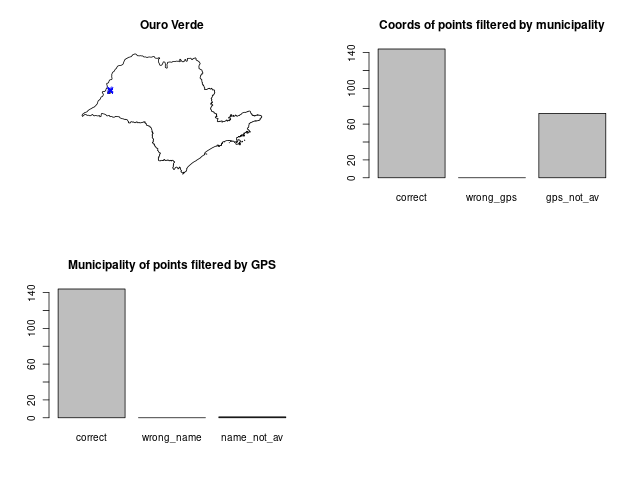 Ouro Verde
Coords of points filtered by municipality
140
100
60
20
0
correct wrong_gps gps_not_av
Municipality of points filtered by GPS
140
100
60
20
0
correct wrong_name name_not_av